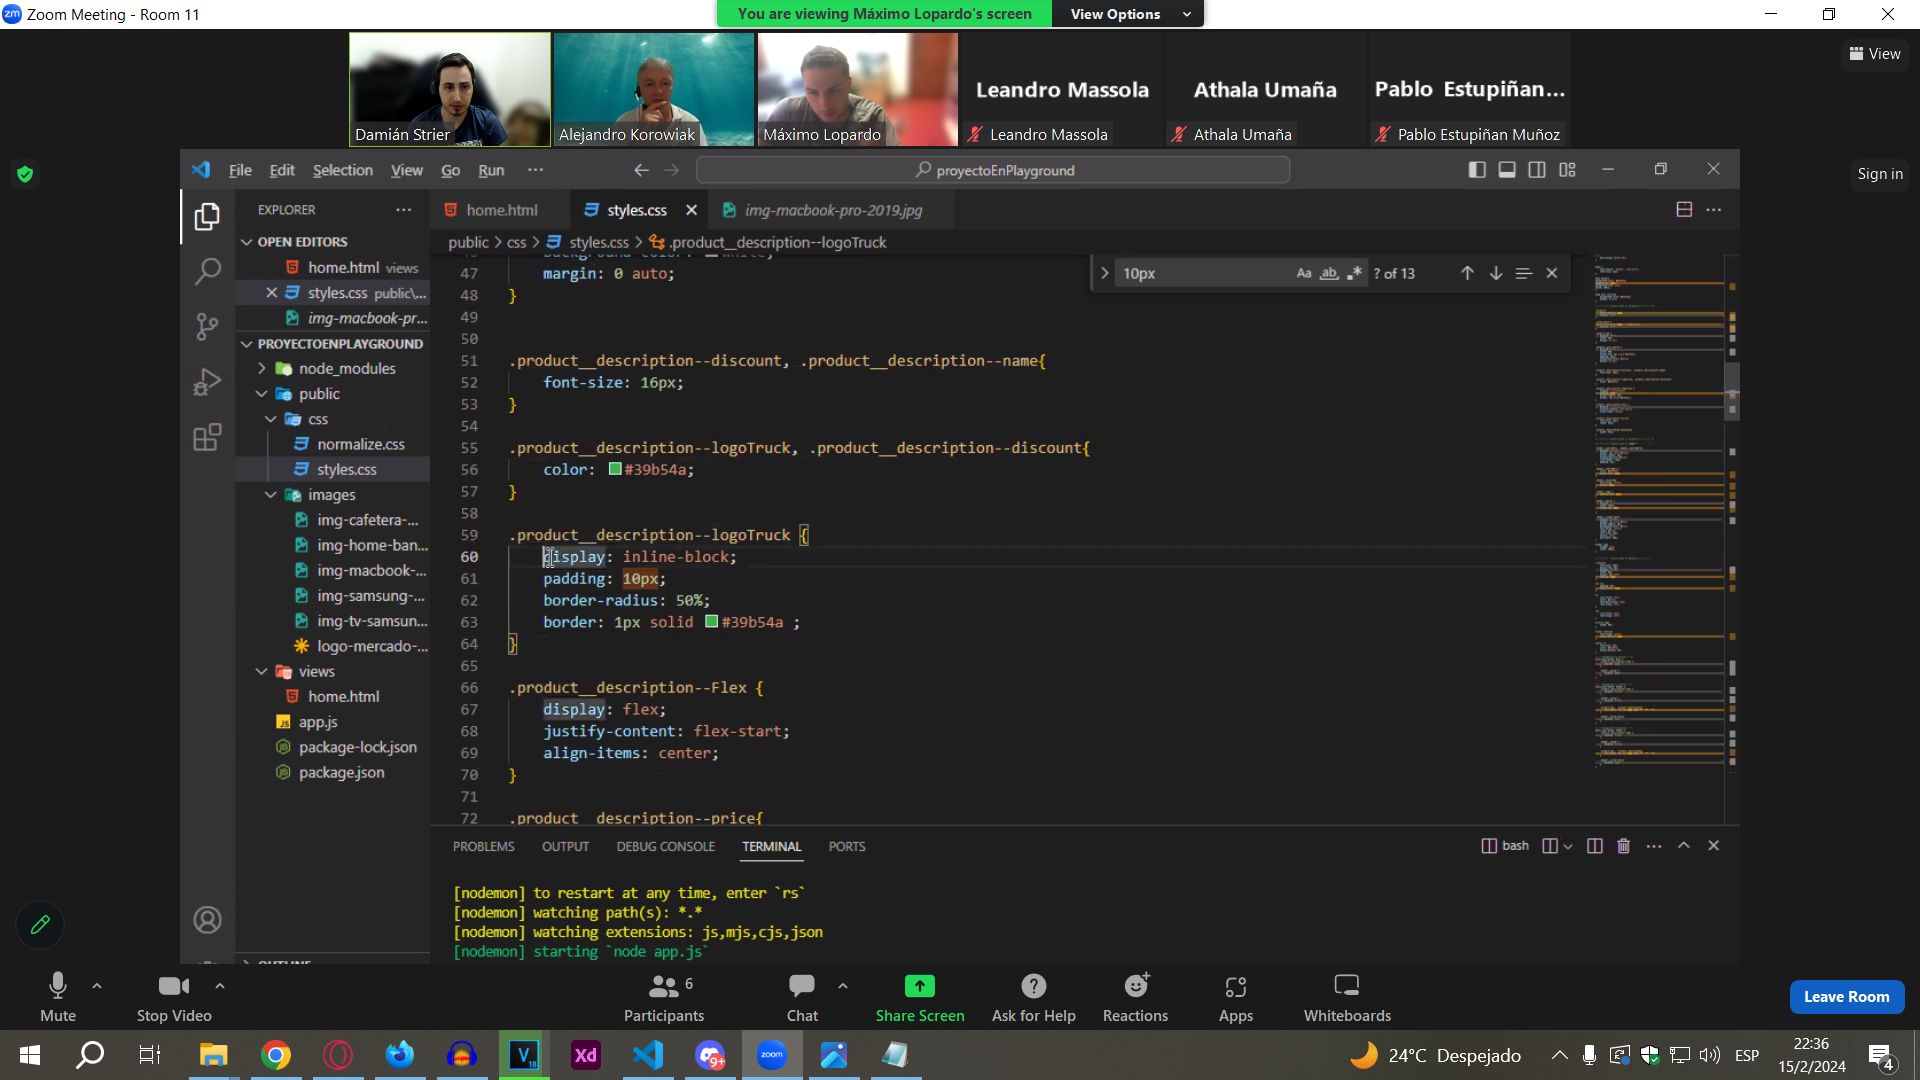 Zoom Meeting - Room 11
You are viewing Máximo Lopardo's screen
View Options
View
Damián Strier
Alejandro Korowiak
Máximo Lopardo
Leandro Massola
Leandro Massola
Athala Umaña
Athala Umaña
Pablo Estupiñan...
Pablo Estupiñan Muñoz
Sign in
File Edit Selection View Go Run ···
proyectoEnPlayground
EXPLORER
home.html
styles.css
img-macbook-pro-2019.jpg
OPEN EDITORS
home.html views
styles.css public\...
img-macbook-pr...
PROYECTOENPLAYGROUND
node_modules
public
css
normalize.css
styles.css
images
img-cafetera-...
img-home-ban...
img-macbook-...
img-samsung-...
img-tv-samsun...
logo-mercado-...
views
home.html
app.js
package-lock.json
package.json
public > css > styles.css > .product__description--logoTruck
10px
Aa ab .* ? of 13
47 margin: 0 auto;
48 }
49
50
51 .product__description--discount, .product__description--name{
52 font-size: 16px;
53 }
54
55 .product__description--logoTruck, .product__description--discount{
56 color: #39b54a;
57 }
58
59 .product__description--logoTruck {
60 display: inline-block;
61 padding: 10px;
62 border-radius: 50%;
63 border: 1px solid #39b54a ;
64 }
65
66 .product__description--Flex {
67 display: flex;
68 justify-content: flex-start;
69 align-items: center;
70 }
71
72 .product__description--price{
PROBLEMS OUTPUT DEBUG CONSOLE TERMINAL PORTS
bash
[nodemon] to restart at any time, enter `rs`
[nodemon] watching path(s): *.*
[nodemon] watching extensions: js,mjs,cjs,json
[nodemon] starting `node app.js`
Mute
Stop Video
6
Participants
Chat
Share Screen
Ask for Help
Reactions
Apps
Whiteboards
Leave Room
Xd
9+
zoom
24°C Despejado
ESP
22:36
15/2/2024
4